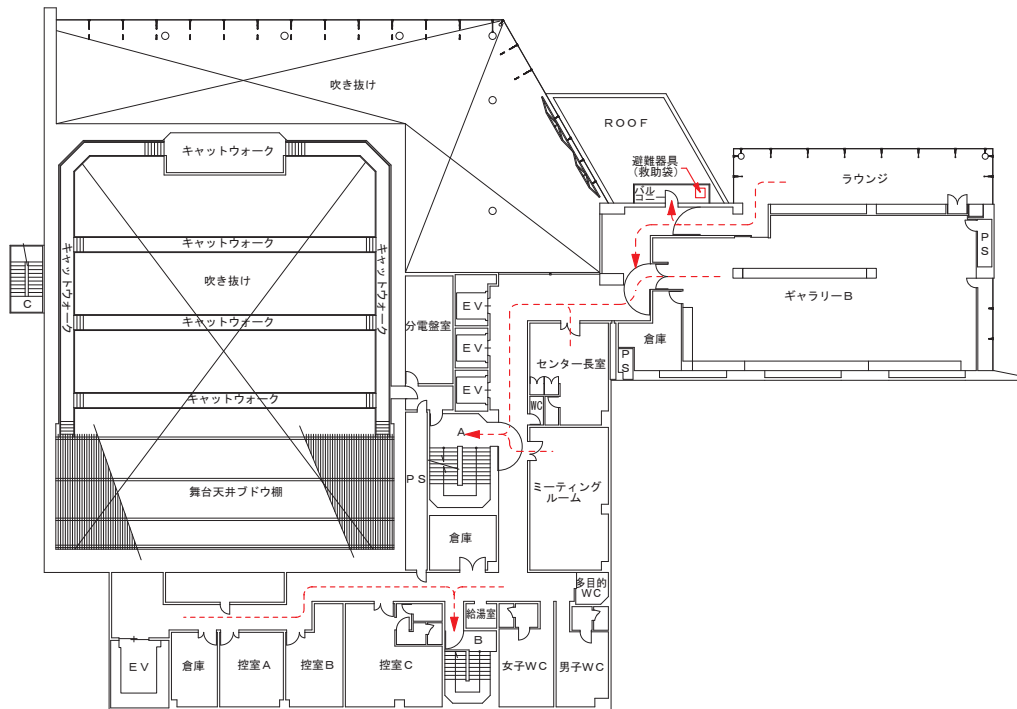 吹き抜け
ROOF
キャットウォーク
避難器具
(救助袋)
バル
コニー
ラウンジ
PS
キャットウォーク
キャットウォーク
キャットウォーク
吹き抜け
C
EV
ギャラリーB
分電盤室
キャットウォーク
EV
倉庫
センター長室
PS
EV
キャットウォーク
WC
A
PS
舞台天井ブドウ棚
ミーティング
ルーム
倉庫
多目的
WC
給湯室
B
EV
倉庫
控室A
控室B
控室C
女子WC
男子WC